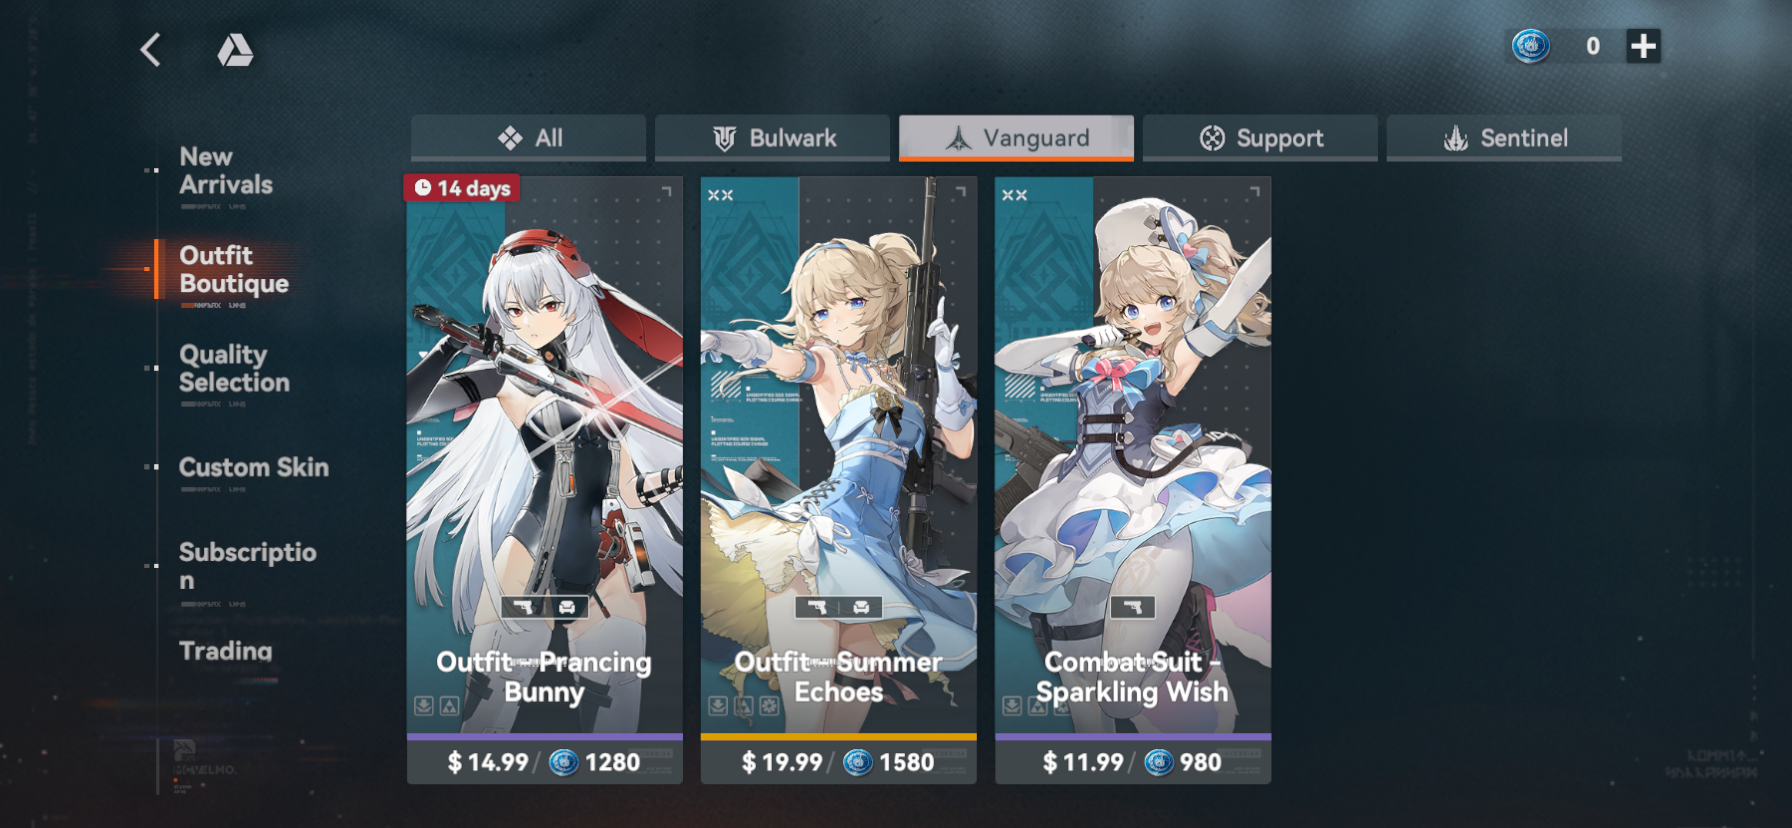 0
All
Bulwark
Vanguard
Support
Sentinel
New
Arrivals
Outfit
Boutique
Quality
Selection
Custom Skin
Subscriptio
n
Trading
14 days
Outfit - Prancing
Bunny
$ 14.99 / 1280
Outfit - Summer
Echoes
$ 19.99 / 1580
Combat Suit -
Sparkling Wish
$ 11.99 / 980